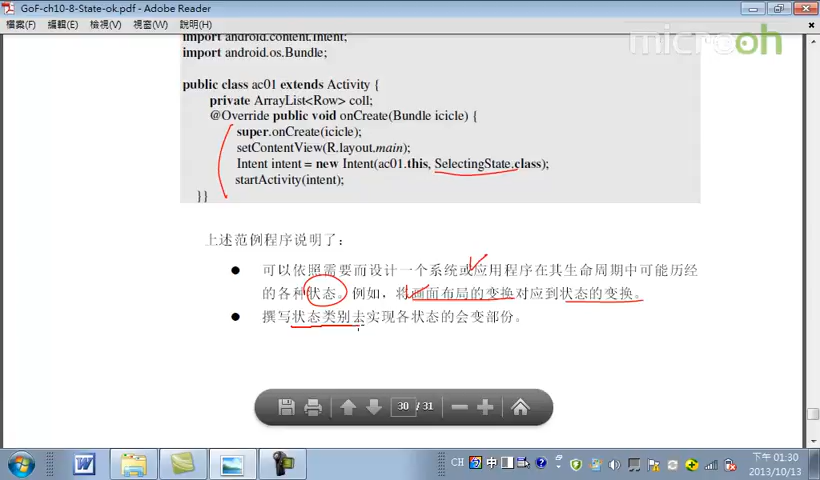 GoF-ch10-8-State-ok.pdf - Adobe Reader
檔案(F) 編輯(E) 檢視(V) 視窗(W) 說明(H)
microoh
import android.content.Intent;
import android.os.Bundle;
public class ac01 extends Activity {
private ArrayList<Row> coll;
@Override public void onCreate(Bundle icicle) {
super.onCreate(icicle);
setContentView(R.layout.main);
Intent intent = new Intent(ac01.this, SelectingState.class);
startActivity(intent);
}}
上述范例程序说明了：
● 可以依照需要而设计一个系统或应用程序在其生命周期中可能历经
的各种状态。例如，将画面布局的变换对应到状态的变换。
● 撰写状态类别去实现各状态的会变部份。
30 / 31
CH 中
下午 01:30
2013/10/13